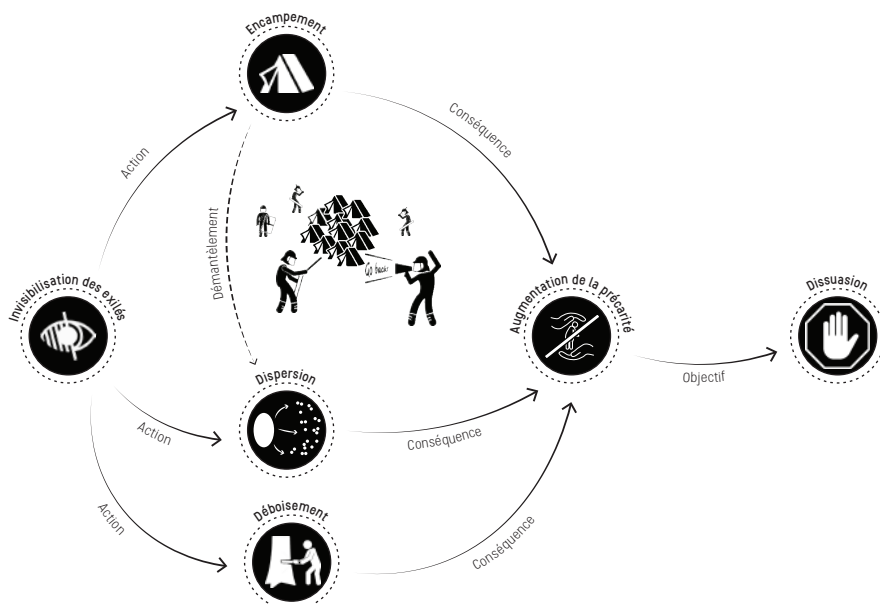 Encampement
Action
Conséquence
Démantèlement
Go back!
Invisibilisation des exilés
Augmentation de la précarité
Dissuasion
Dispersion
Objectif
Action
Conséquence
Déboisement
Action
Conséquence